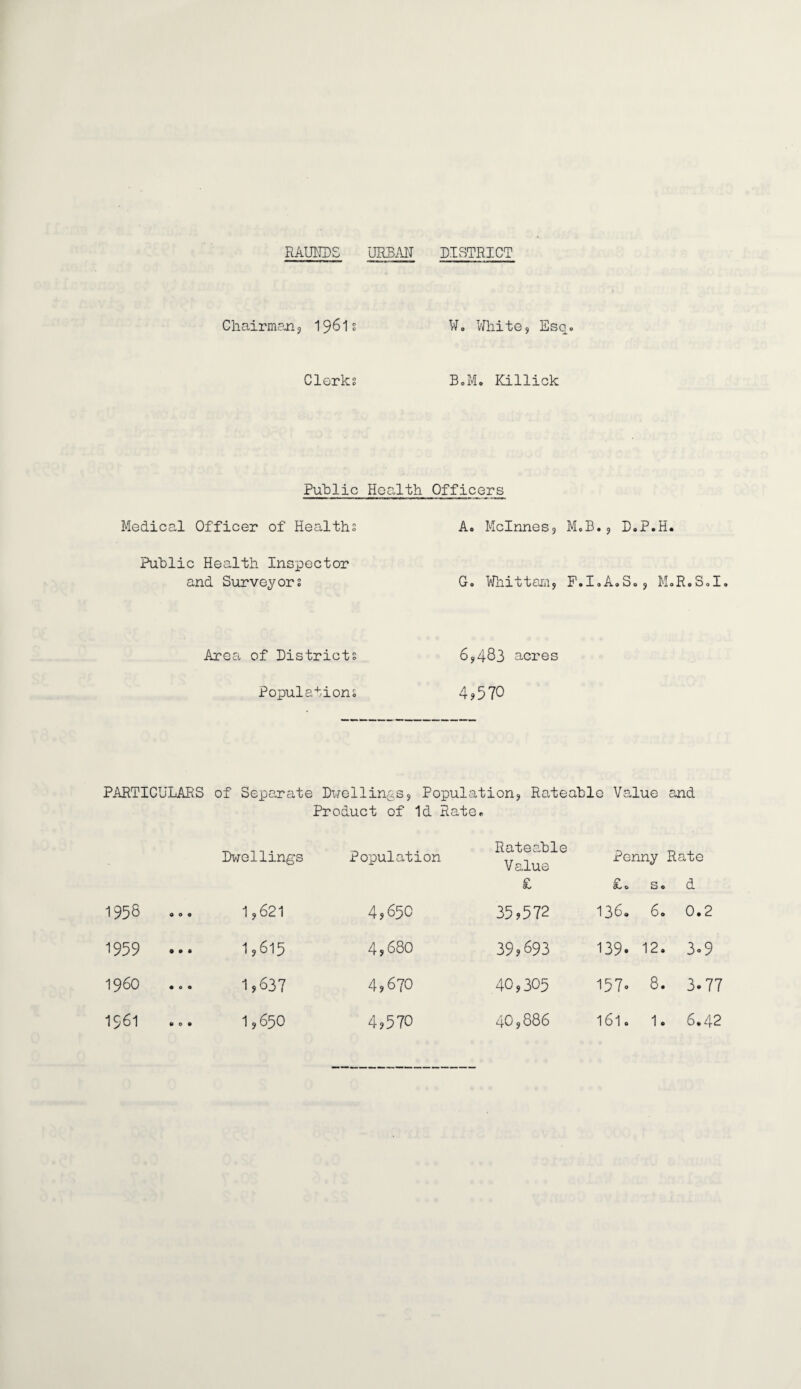 RAUNDS URBAN DISTRICT
Chairman, 1961: W. White, Esq.
Clerk: B.M. Killick
Public Health Officers
Medical Officer of Health: A. McInnes, M.B., D.P.H.
Public Health Inspector
and Surveyor: G. Whittam, F.I.A.S., M.R.S.I.
Area of District: 6,483 acres
Population: 4,570
PARTICULARS of Separate Dwellings, Population, Rateable Value and
Product of 1d Rate.
Dwellings Population Rateable Value Penny Rate
£ £. s. d
1958 ... 1,621 4,650 35,572 136. 6. 0.2
1959 ... 1,615 4,680 39,693 139. 12. 3.9
1960 ... 1,637 4,670 40,305 157. 8. 3.77
1961 ... 1,650 4,570 40,886 161. 1. 6.42